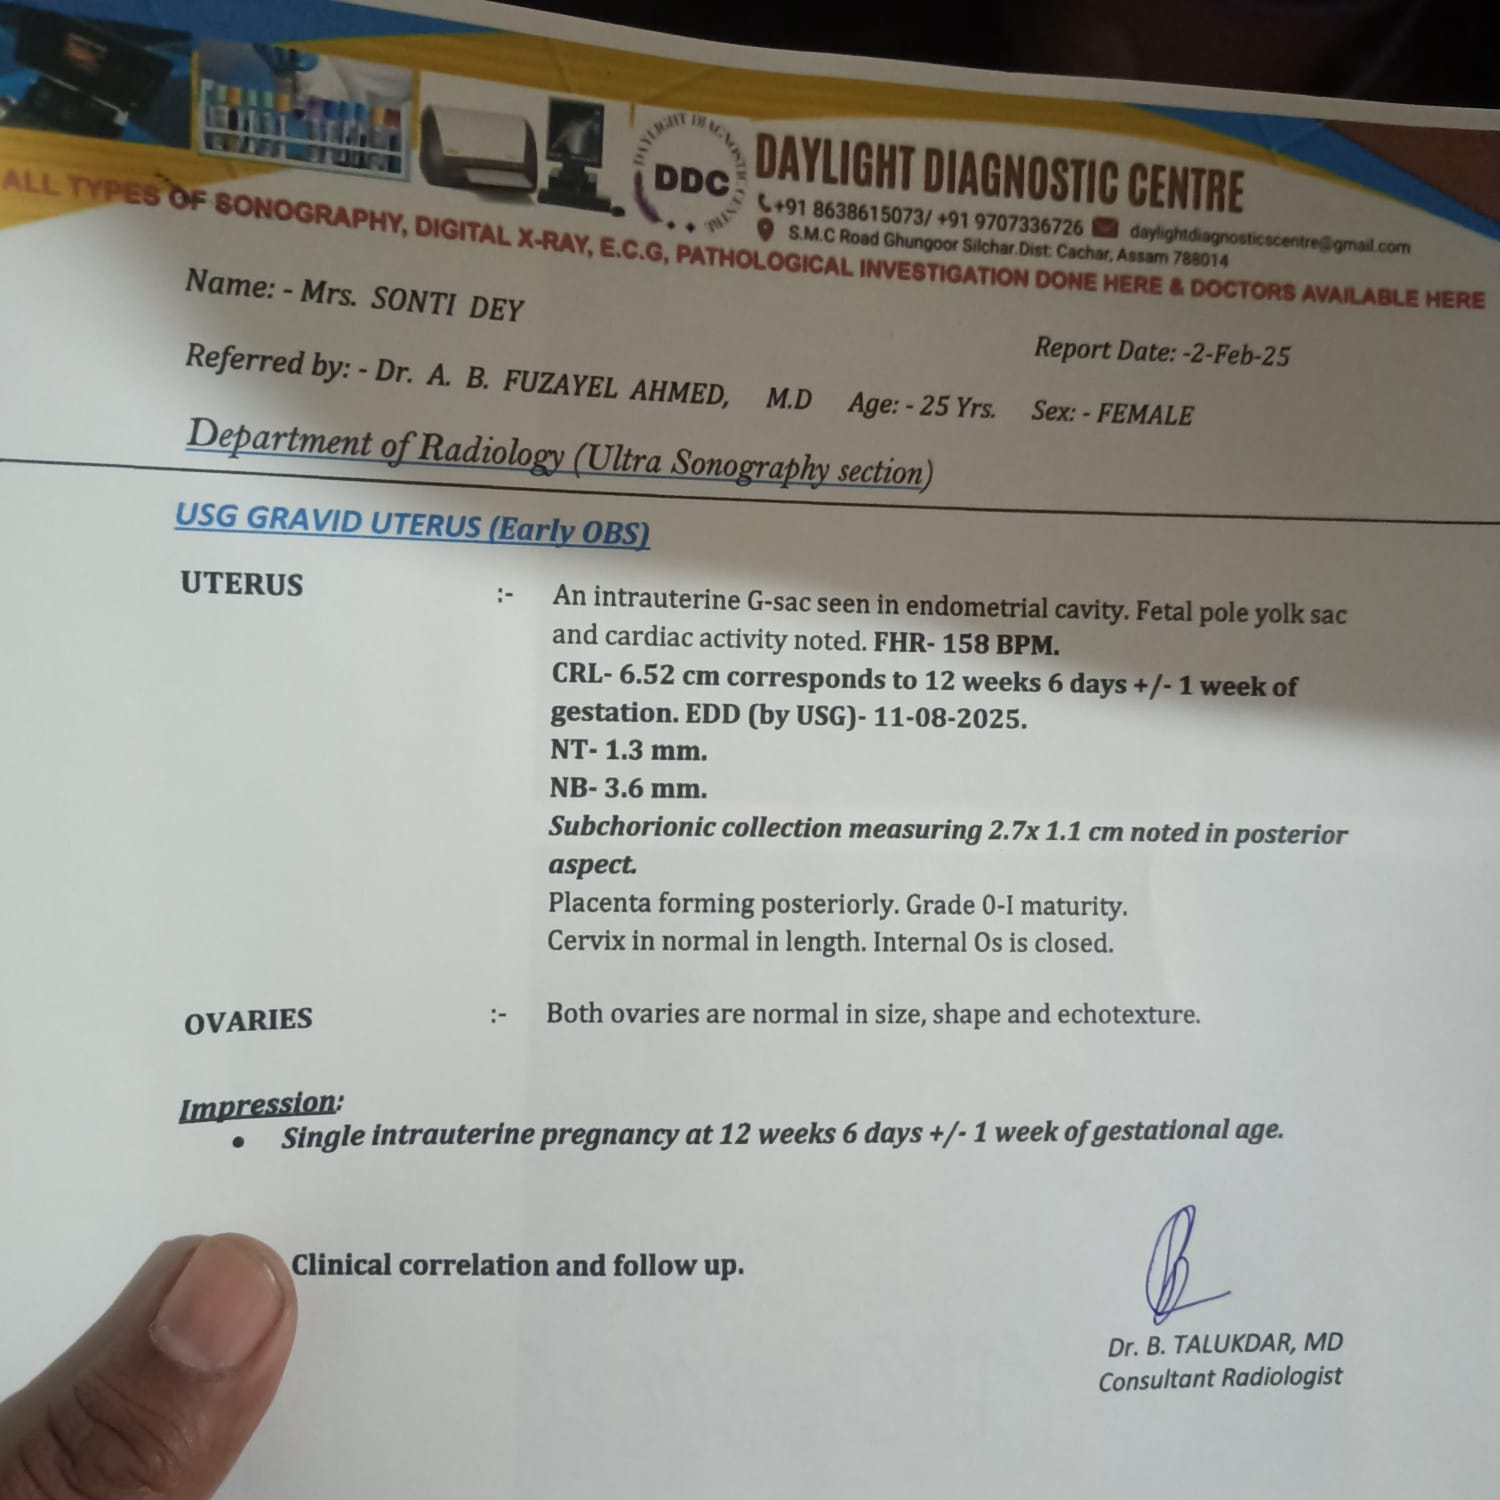 DAYLIGHT DIAGNOSTIC CENTRE
DDC
DAYLIGHT DIAGNOSTIC CENTRE
+91 8638615073/ +91 9707336726 daylightdiagnosticscentre@gmail.com
S.M.C Road Ghungoor Silchar.Dist: Cachar, Assam 788014
ALL TYPES OF SONOGRAPHY, DIGITAL X-RAY, E.C.G, PATHOLOGICAL INVESTIGATION DONE HERE & DOCTORS AVAILABLE HERE
Name: - Mrs. SONTI DEY
Report Date: -2-Feb-25
Referred by: - Dr. A. B. FUZAYEL AHMED, M.D Age: - 25 Yrs. Sex: - FEMALE
Department of Radiology (Ultra Sonography section)
USG GRAVID UTERUS (Early OBS)
UTERUS :- An intrauterine G-sac seen in endometrial cavity. Fetal pole yolk sac
and cardiac activity noted. FHR- 158 BPM.
CRL- 6.52 cm corresponds to 12 weeks 6 days +/- 1 week of
gestation. EDD (by USG)- 11-08-2025.
NT- 1.3 mm.
NB- 3.6 mm.
Subchorionic collection measuring 2.7x 1.1 cm noted in posterior
aspect.
Placenta forming posteriorly. Grade 0-I maturity.
Cervix in normal in length. Internal Os is closed.
OVARIES :- Both ovaries are normal in size, shape and echotexture.
Impression:
• Single intrauterine pregnancy at 12 weeks 6 days +/- 1 week of gestational age.
Clinical correlation and follow up.
Dr. B. TALUKDAR, MD
Consultant Radiologist